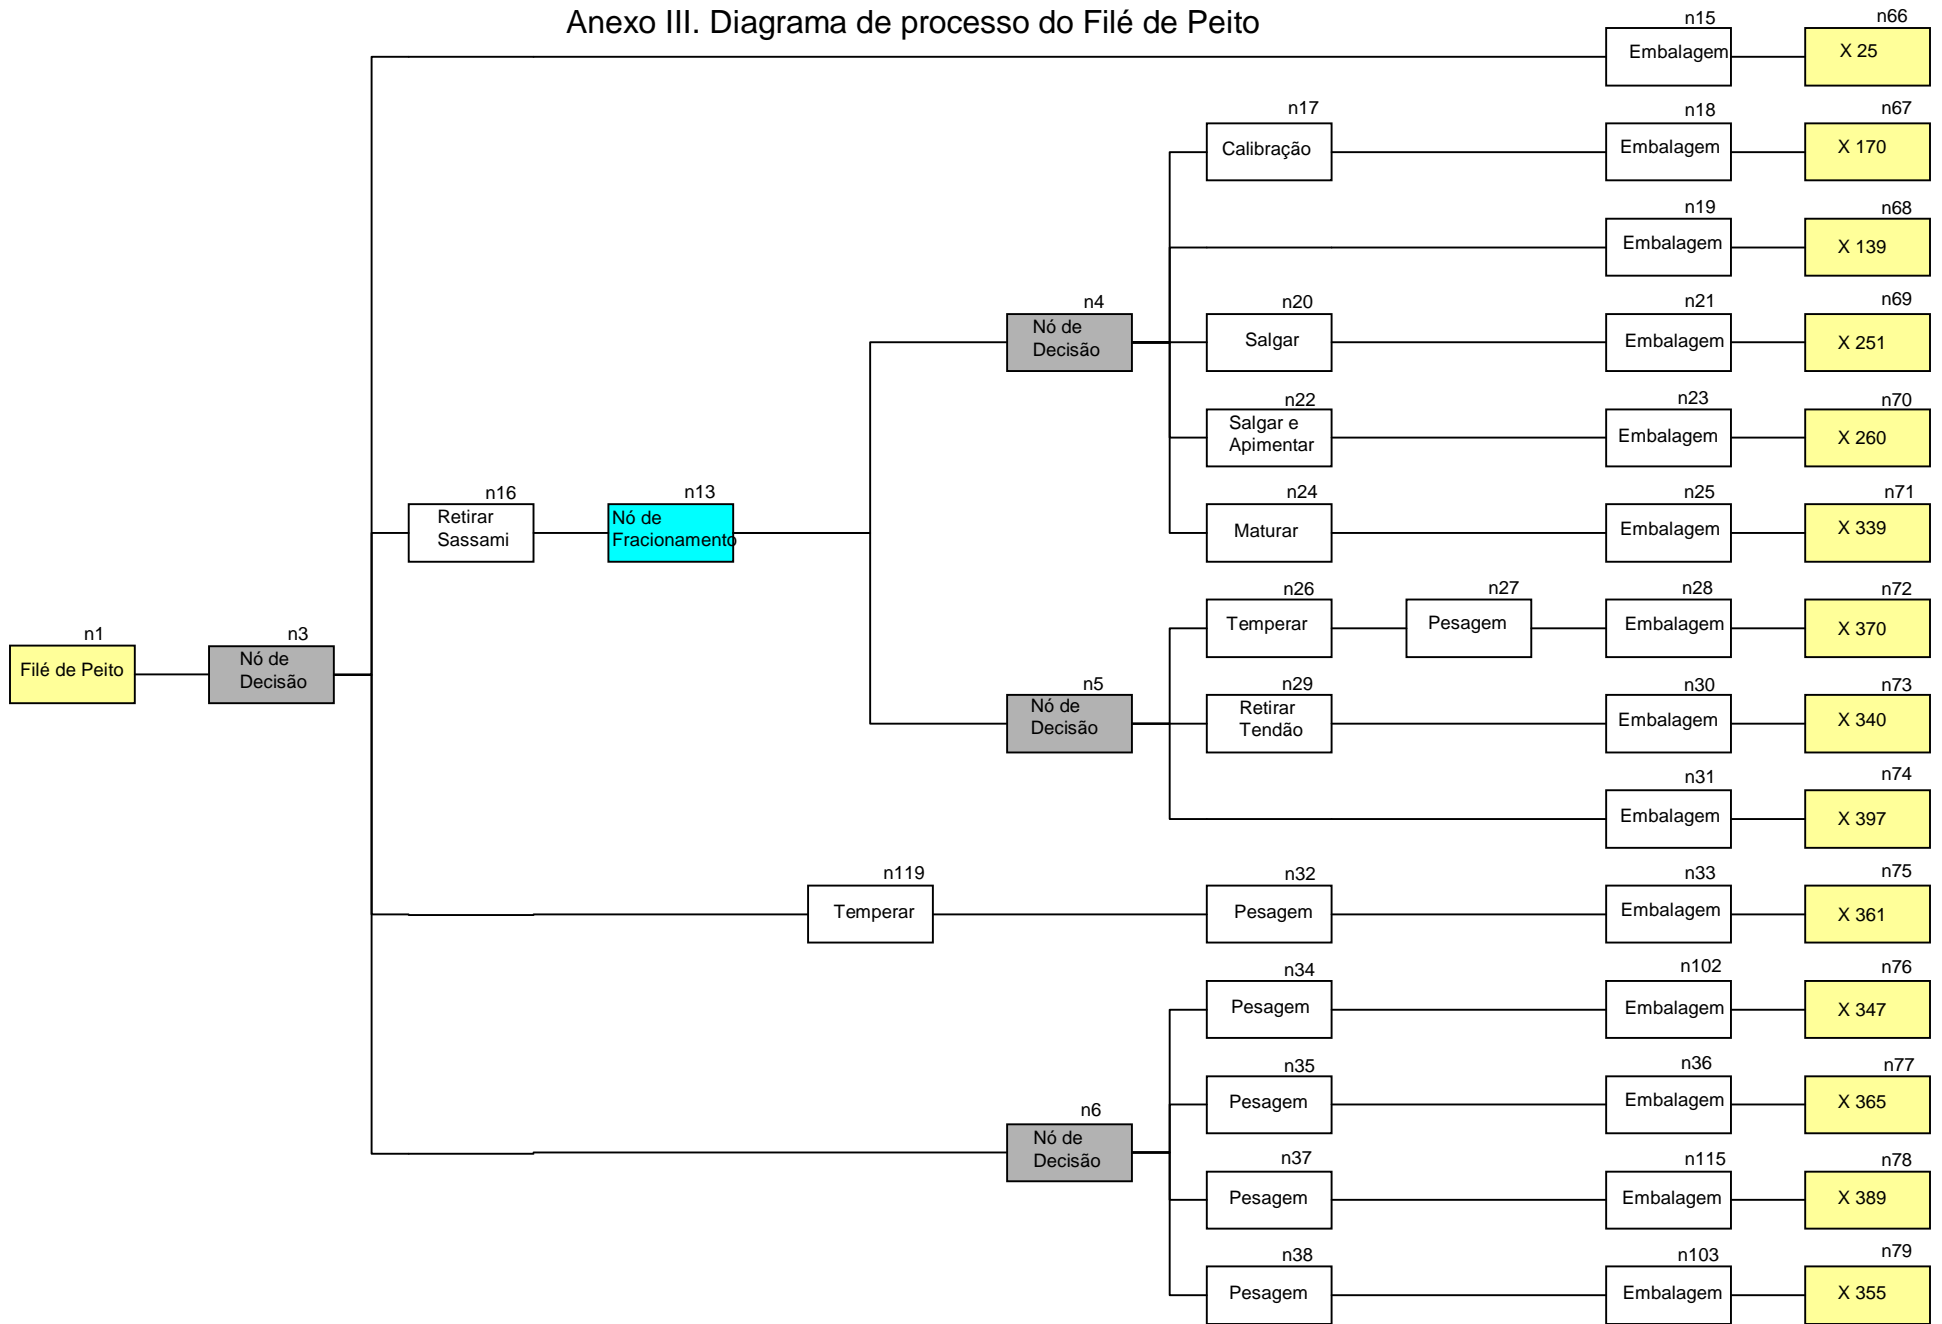 Anexo III. Diagrama de processo do Filé de Peito
n15
n66
Embalagem
X 25
n17
n18
n67
Calibração
Embalagem
X 170
n19
n68
Embalagem
X 139
n4
n20
n21
n69
Nó de
Decisão
Salgar
Embalagem
X 251
n22
n23
n70
Salgar e
Apimentar
Embalagem
X 260
n16
n13
n24
n25
n71
Retirar
Sassami
Nó de
Fracionamento
Maturar
Embalagem
X 339
n26
n27
n28
n72
Temperar
Pesagem
Embalagem
X 370
n1
n3
Filé de Peito
Nó de
Decisão
n5
n29
n30
n73
Nó de
Decisão
Retirar
Tendão
Embalagem
X 340
n31
n74
Embalagem
X 397
n119
n32
n33
n75
Temperar
Pesagem
Embalagem
X 361
n34
n102
n76
Pesagem
Embalagem
X 347
n35
n36
n77
Pesagem
Embalagem
X 365
n6
Nó de
Decisão
n37
n115
n78
Pesagem
Embalagem
X 389
n38
n103
n79
Pesagem
Embalagem
X 355